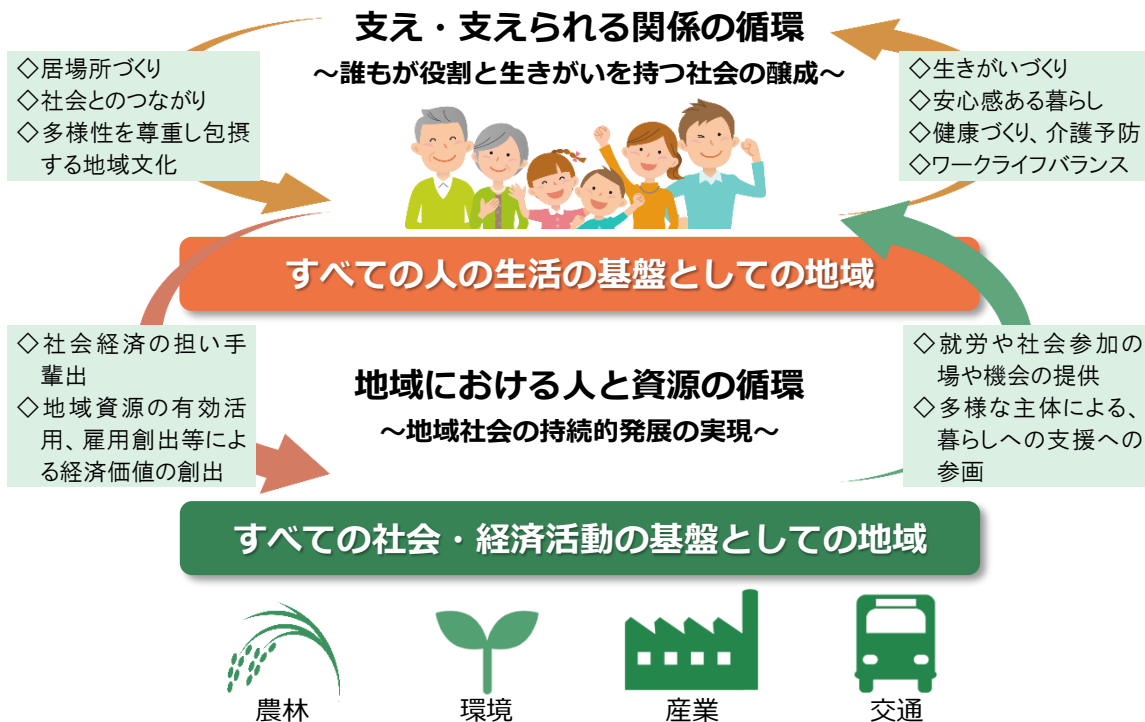 支え・支えられる関係の循環
～誰もが役割と生きがいを持つ社会の醸成～
◇居場所づくり
◇社会とのつながり
◇多様性を尊重し包摂
する地域文化
◇生きがいづくり
◇安心感ある暮らし
◇健康づくり、介護予防
◇ワークライフバランス
すべての人の生活の基盤としての地域
◇社会経済の担い手
輩出
◇地域資源の有効活
用、雇用創出等によ
る経済価値の創出
地域における人と資源の循環
～地域社会の持続的発展の実現～
◇就労や社会参加の
場や機会の提供
◇多様な主体による、
暮らしへの支援への
参画
すべての社会・経済活動の基盤としての地域
農林
環境
産業
交通